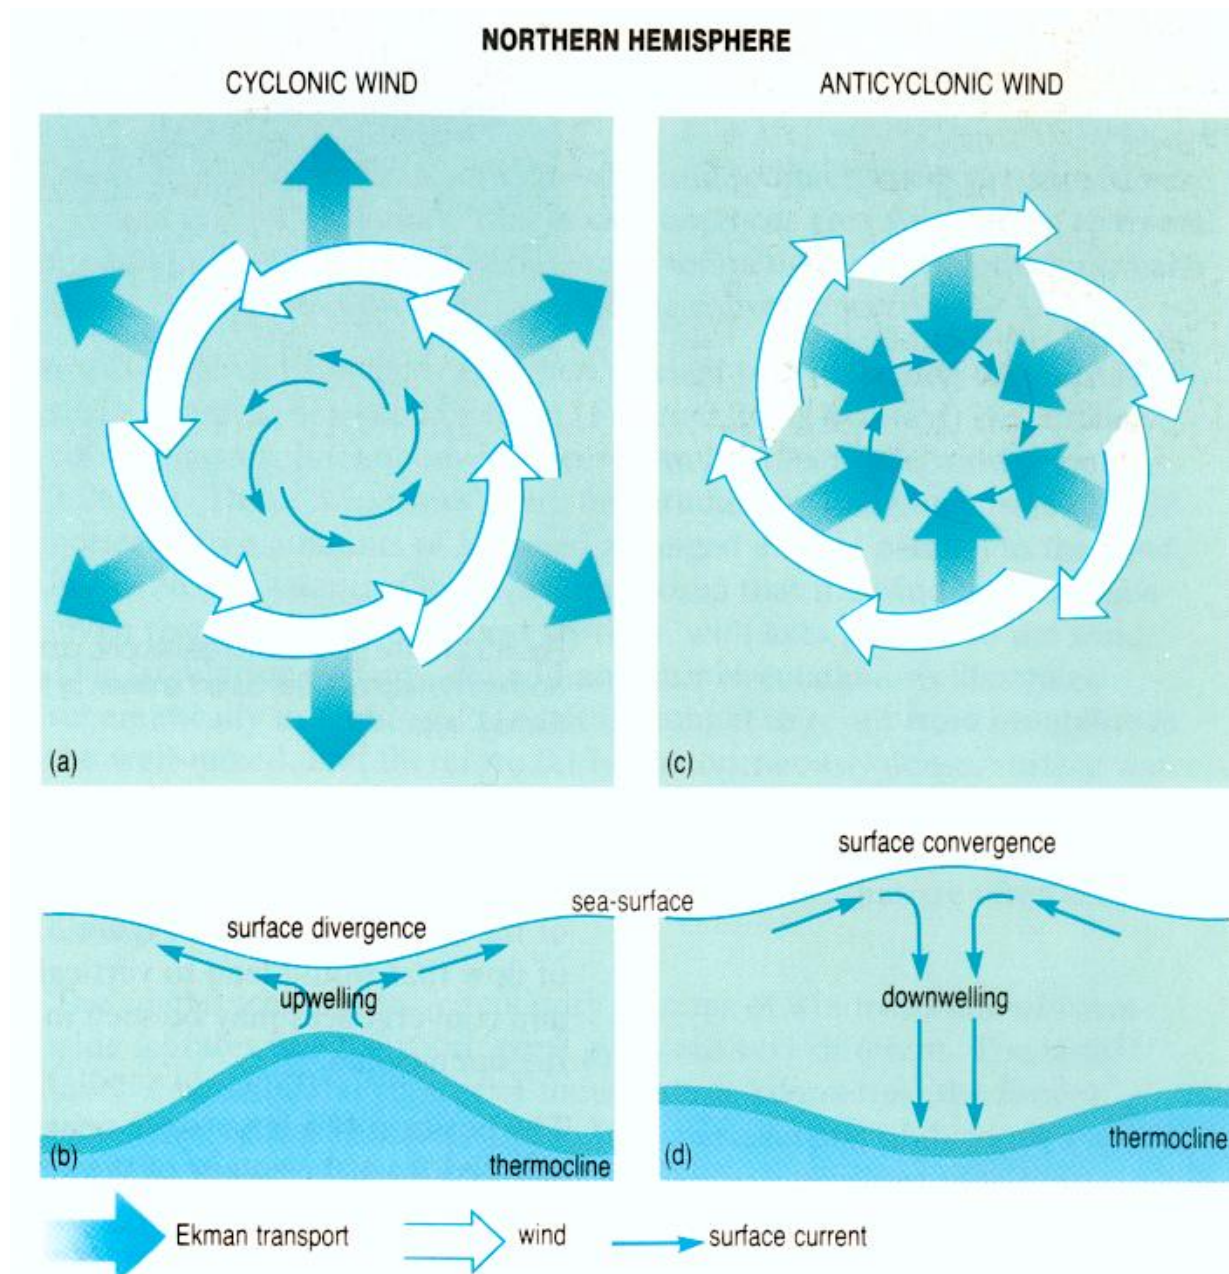 NORTHERN HEMISPHERE
CYCLONIC WIND
ANTICYCLONIC WIND
(a)
(c)
surface convergence
sea-surface
surface divergence
upwelling
downwelling
(b)
thermocline
(d)
thermocline
Ekman transport
wind
surface current